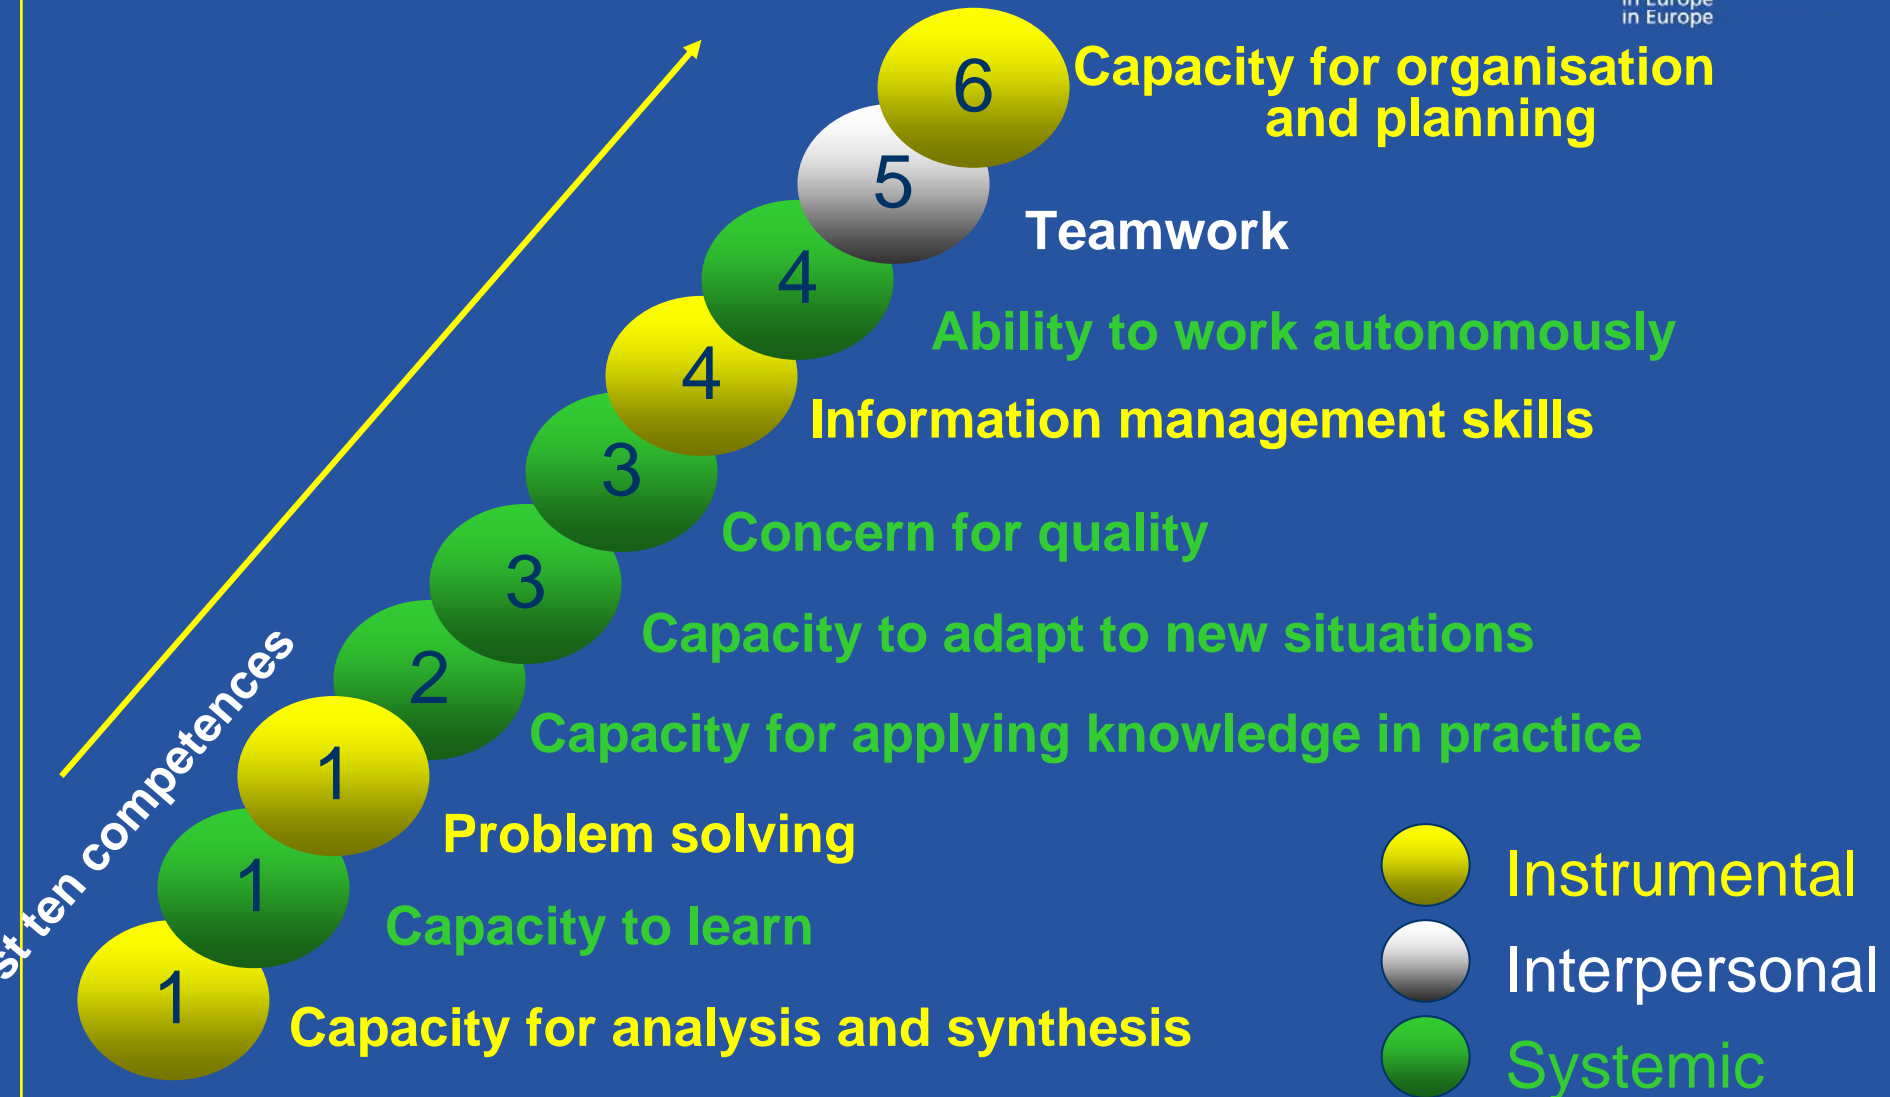 in Europe
6
Capacity for organisation
and planning
5
Teamwork
4
Ability to work autonomously
4
Information management skills
3
Concern for quality
3
Capacity to adapt to new situations
2
Capacity for applying knowledge in practice
1
Problem solving
1
Capacity to learn
1
Capacity for analysis and synthesis
ten competences
Instrumental
Interpersonal
Systemic